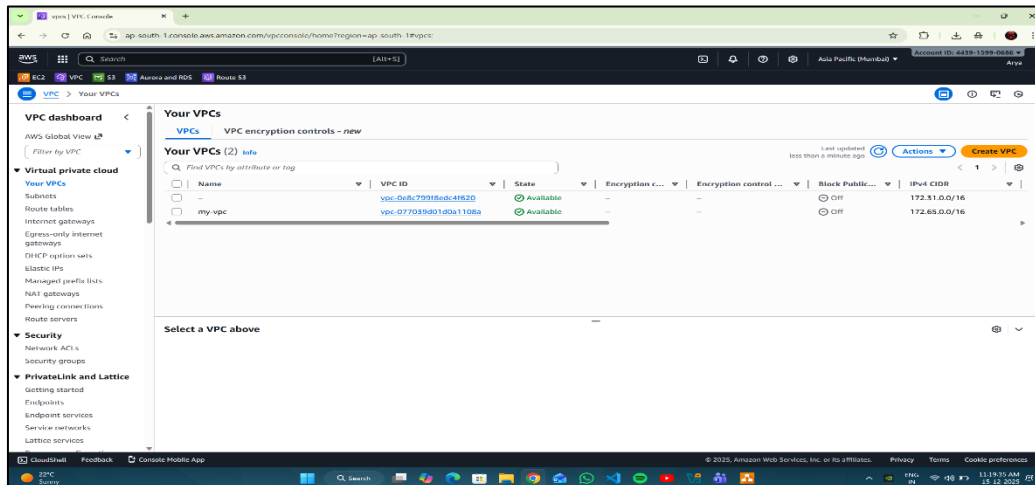 vpcs | VPC Console
ap-south-1.console.aws.amazon.com/vpcconsole/home?region=ap-south-1#vpcs:
aws Search [Alt+S] Asia Pacific (Mumbai) Account ID: 4439-1599-0686
Arya
EC2 VPC S3 Aurora and RDS Route 53
VPC > Your VPCs
VPC dashboard
AWS Global View
Filter by VPC
Virtual private cloud
Your VPCs
Subnets
Route tables
Internet gateways
Egress-only internet
gateways
DHCP option sets
Elastic IPs
Managed prefix lists
NAT gateways
Peering connections
Route servers
Security
Network ACLs
Security groups
PrivateLink and Lattice
Getting started
Endpoints
Endpoint services
Service networks
Lattice services
Your VPCs
VPCs VPC encryption controls - new
Your VPCs (2) Info
Last updated
less than a minute ago
Actions Create VPC
Find VPCs by attribute or tag
1
Name VPC ID State Encryption c... Encryption control ... Block Public... IPv4 CIDR
– vpc-0e8c799f8edc4f620 Available – – Off 172.31.0.0/16
my-vpc vpc-077039d01d0a1108a Available – – Off 172.65.0.0/16
Select a VPC above
CloudShell Feedback Console Mobile App © 2025, Amazon Web Services, Inc. or its affiliates. Privacy Terms Cookie preferences
22°C
Sunny
Search
ENG
IN
11:19:35 AM
15-12-2025